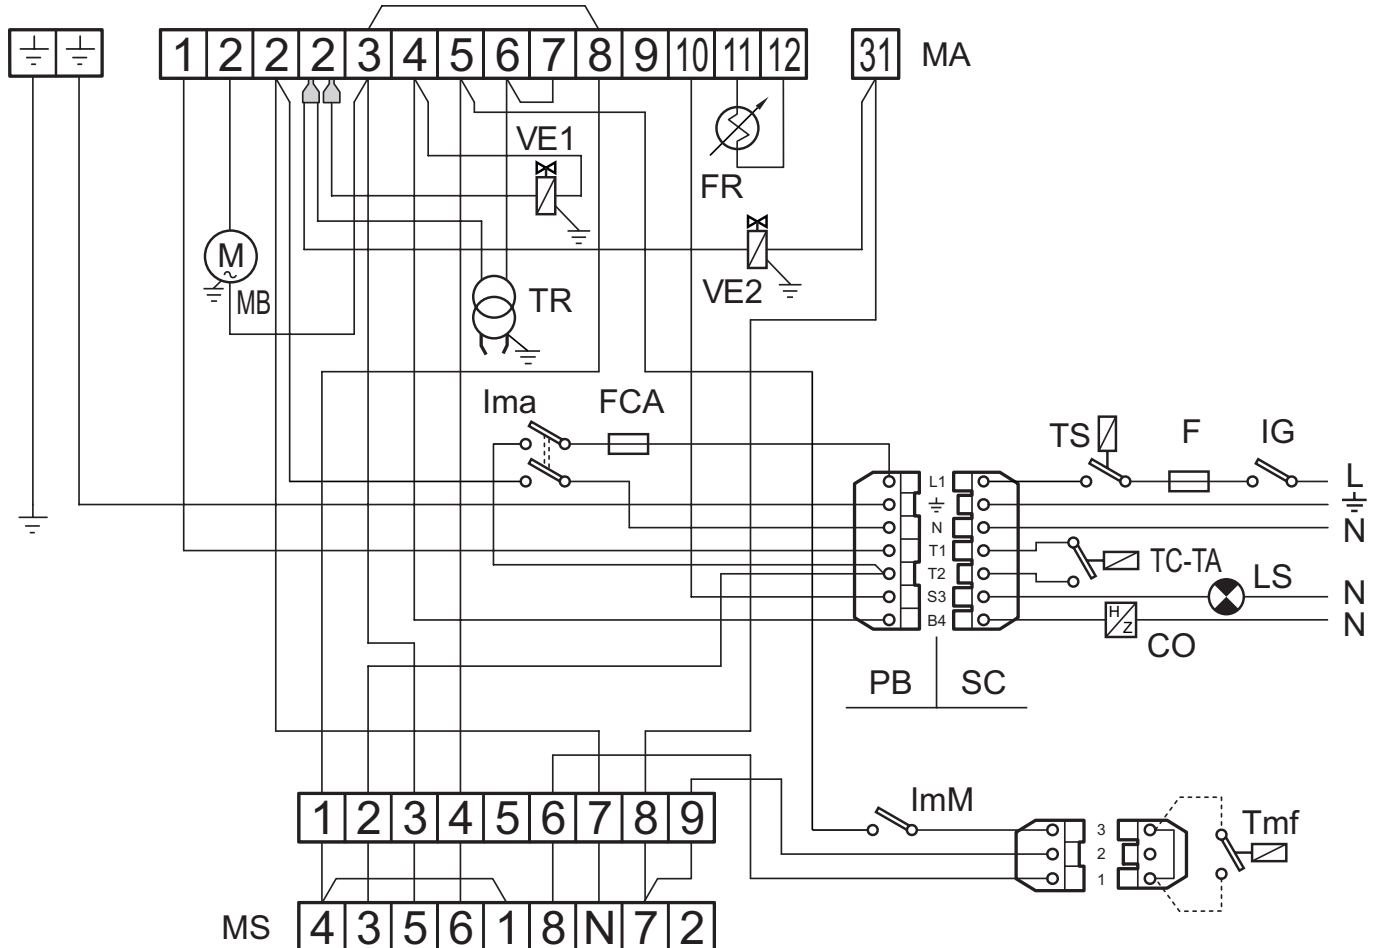 1 2 2 2 3 4 5 6 7 8 9 10 11 12 31 MA
VE1
FR
M
MB
VE2
TR
Ima FCA
TS F IG
L1 L
N N
T1 TC-TA
T2 LS
S3 N
B4 N
H
Z
CO
PB SC
1 2 3 4 5 6 7 8 9
ImM
3
2
1
Tmf
MS 4 3 5 6 1 8 N 7 2